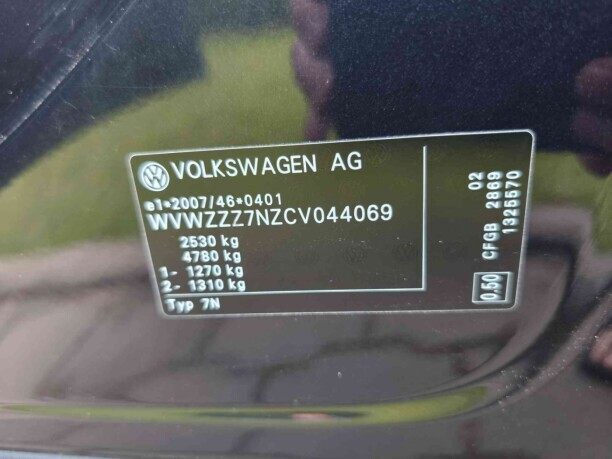 VOLKSWAGEN AG
e1*2007/46*0401
WVWZZZ7NZCV044069
2530 kg
4780 kg
1- 1270 kg
2- 1310 kg
Typ 7N
02
CFGB 2869
1325570
0.50